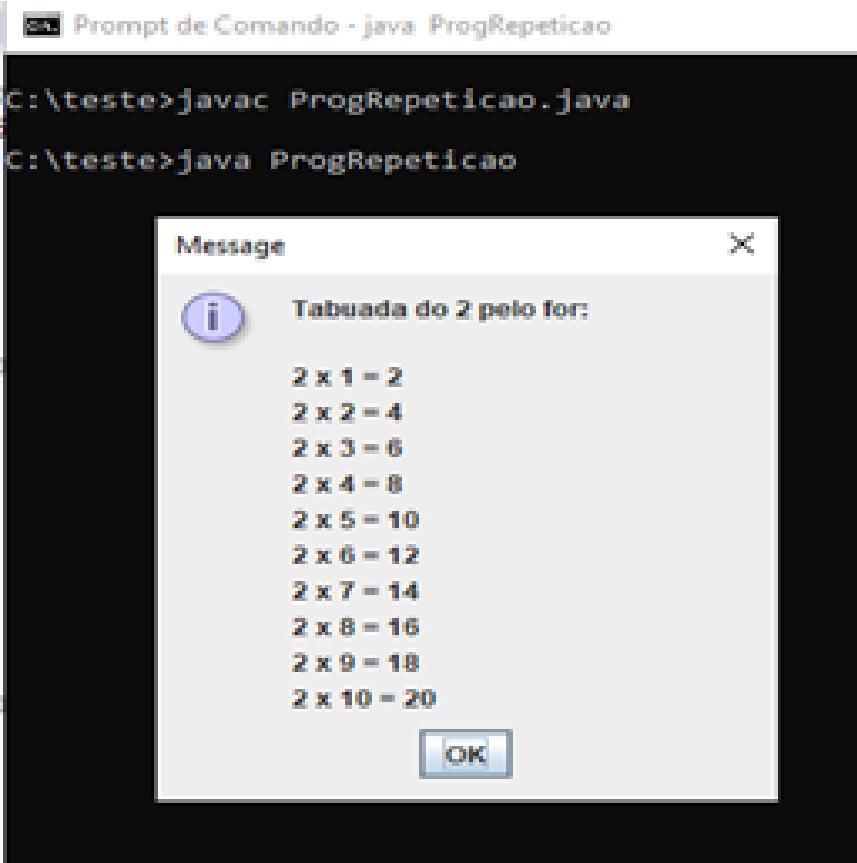 Prompt de Comando - java ProgRepeticao
C:\teste>javac ProgRepeticao.java
C:\teste>java ProgRepeticao
Message
Tabuada do 2 pelo for:
2 x 1 = 2
2 x 2 = 4
2 x 3 = 6
2 x 4 = 8
2 x 5 = 10
2 x 6 = 12
2 x 7 = 14
2 x 8 = 16
2 x 9 = 18
2 x 10 = 20
OK